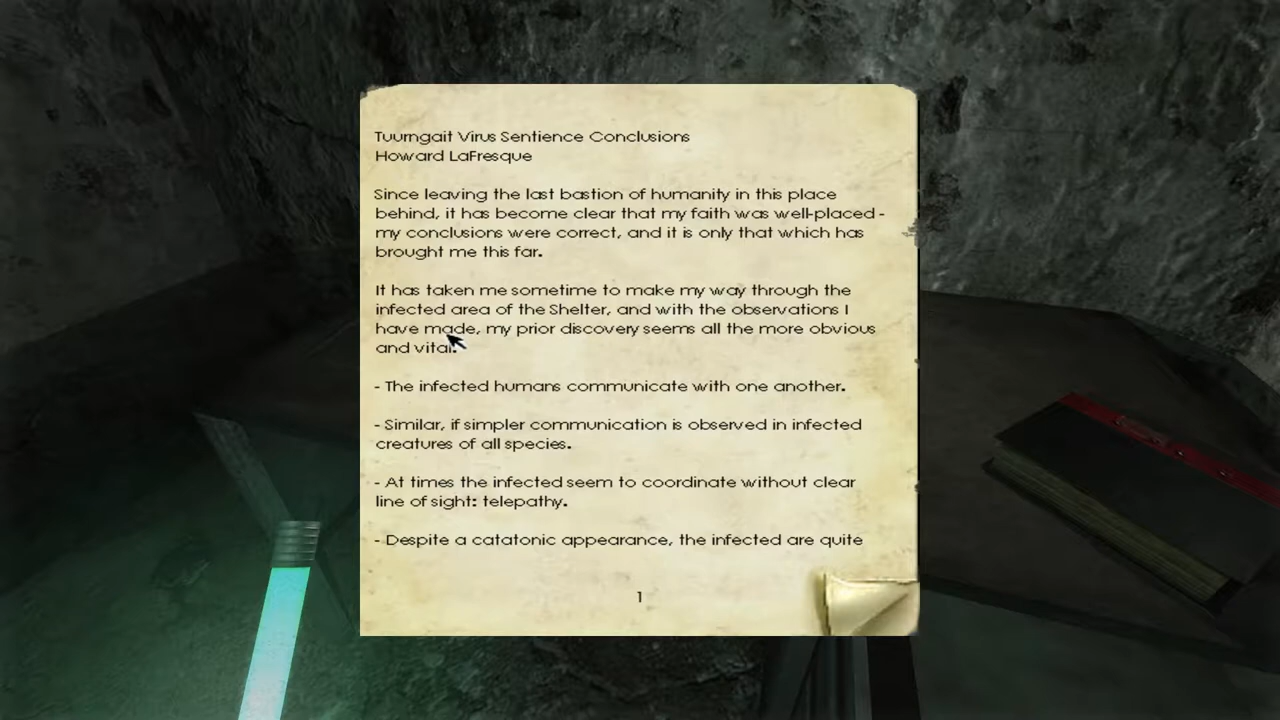 Tuurngait Virus Sentience Conclusions
Howard LaFresque
Since leaving the last bastion of humanity in this place
behind, it has become clear that my faith was well-placed -
my conclusions were correct, and it is only that which has
brought me this far.
It has taken me sometime to make my way through the
infected area of the Shelter, and with the observations I
have made, my prior discovery seems all the more obvious
and vital.
- The infected humans communicate with one another.
- Similar, if simpler communication is observed in infected
creatures of all species.
- At times the infected seem to coordinate without clear
line of sight: telepathy.
- Despite a catatonic appearance, the infected are quite
1